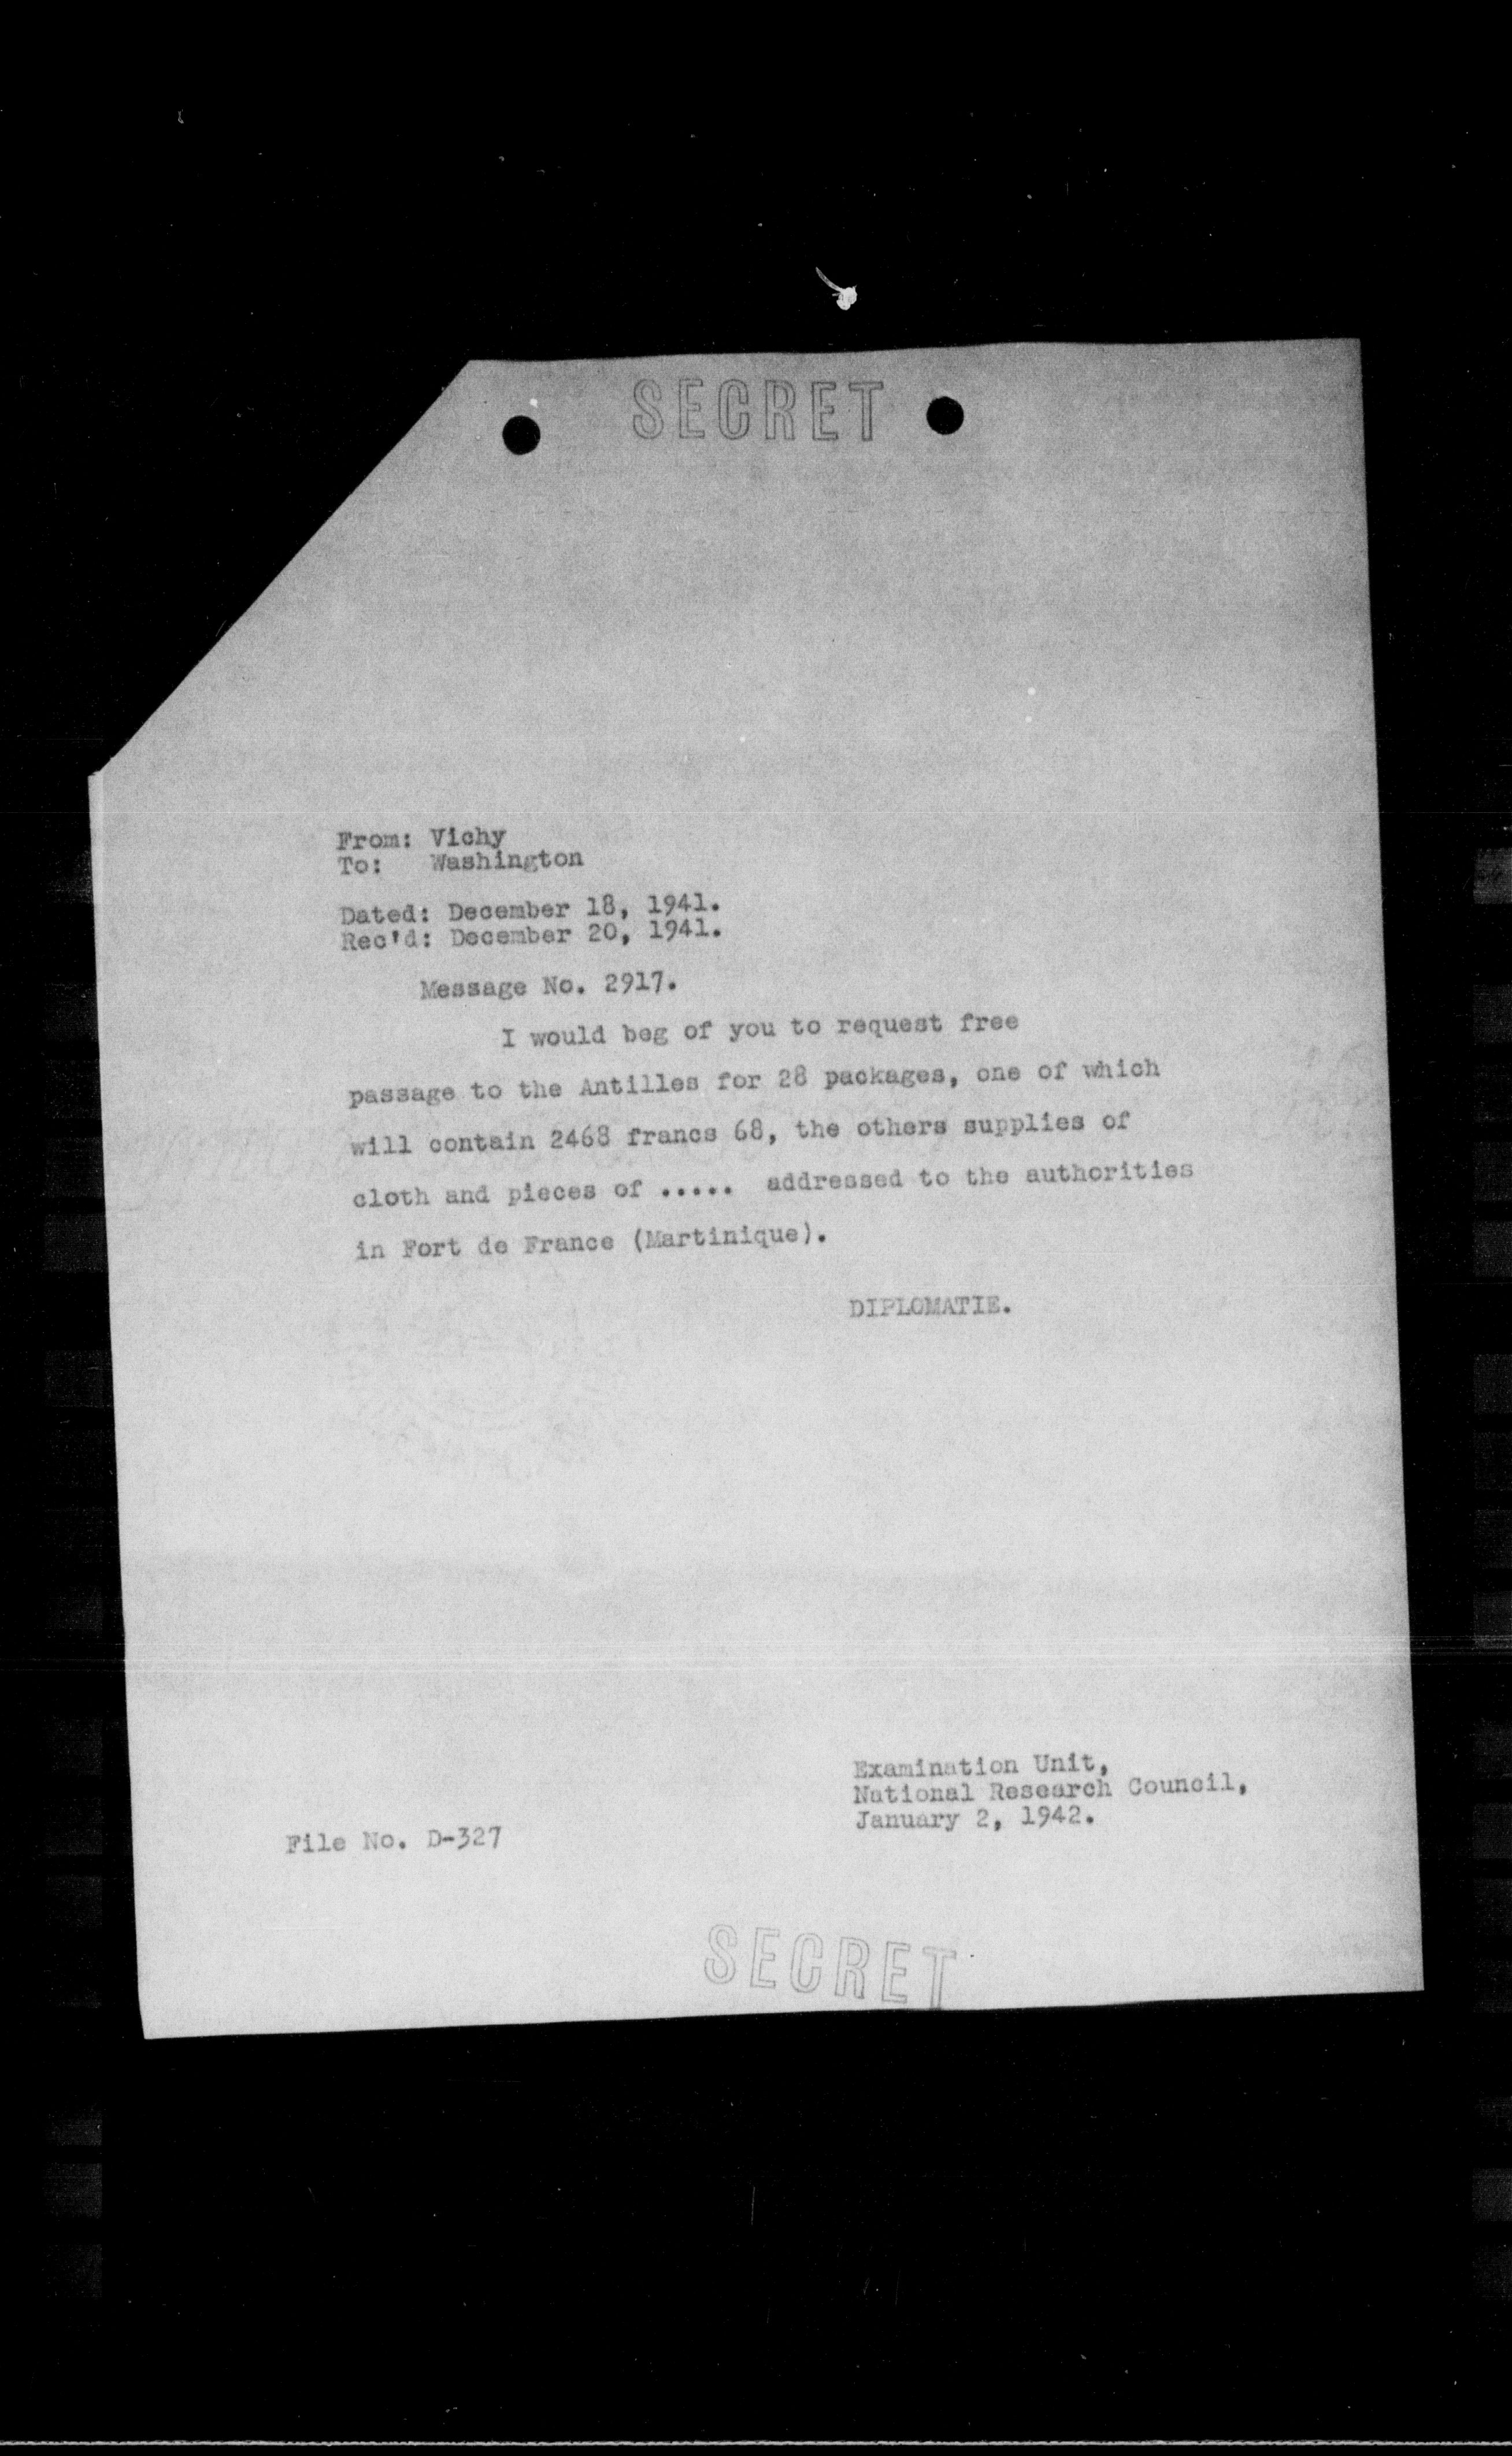 SECRET
From: Vichy
To: Washington
Dated: December 18, 1941.
Rec'd: December 20, 1941.
Message No. 2917.
I would beg of you to request free
passage to the Antilles for 28 packages, one of which
will contain 2468 francs 68, the others supplies of
cloth and pieces of ..... addressed to the authorities
in Fort de France (Martinique).
DIPLOMATIE.
Examination Unit,
National Research Council,
January 2, 1942.
File No. D-327
SECRET